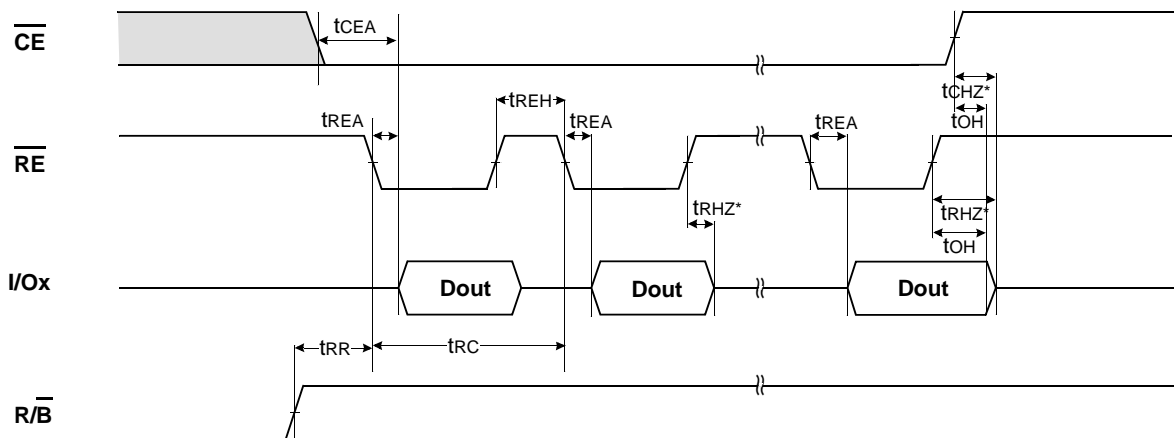 CE
tCEA
tCHZ*
tREH
tOH
tREA
tREA
tREA
RE
tRHZ*
tRHZ*
tOH
I/Ox
Dout
Dout
Dout
tRR
tRC
R/B